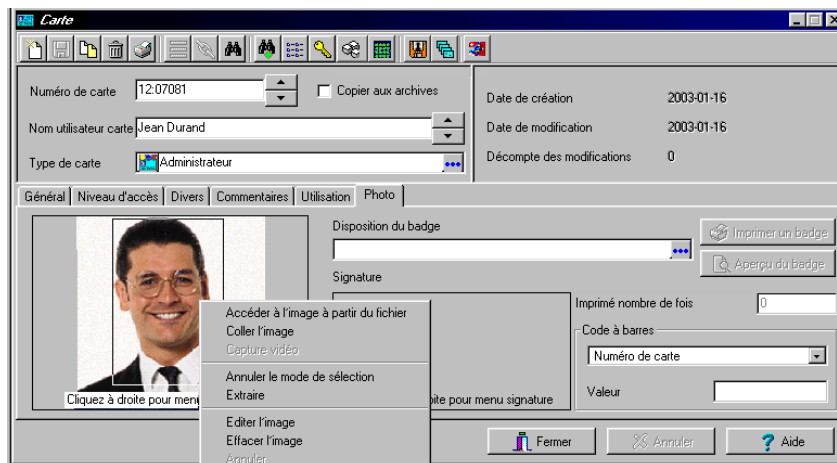 Carte
Numéro de carte 12:07081 Copier aux archives
Nom utilisateur carte Jean Durand
Type de carte Administrateur
Date de création 2003-01-16
Date de modification 2003-01-16
Décompte des modifications 0
Général Niveau d'accès Divers Commentaires Utilisation Photo
Disposition du badge
Imprimer un badge
Aperçu du badge
Signature
Accéder à l'image à partir du fichier
Coller l'image
Capture vidéo
Annuler le mode de sélection
Extraire
Editer l'image
Effacer l'image
Annuler
Cliquez à droite pour menu
oite pour menu signature
Imprimé nombre de fois 0
Code à barres
Numéro de carte
Valeur
Fermer Annuler Aide